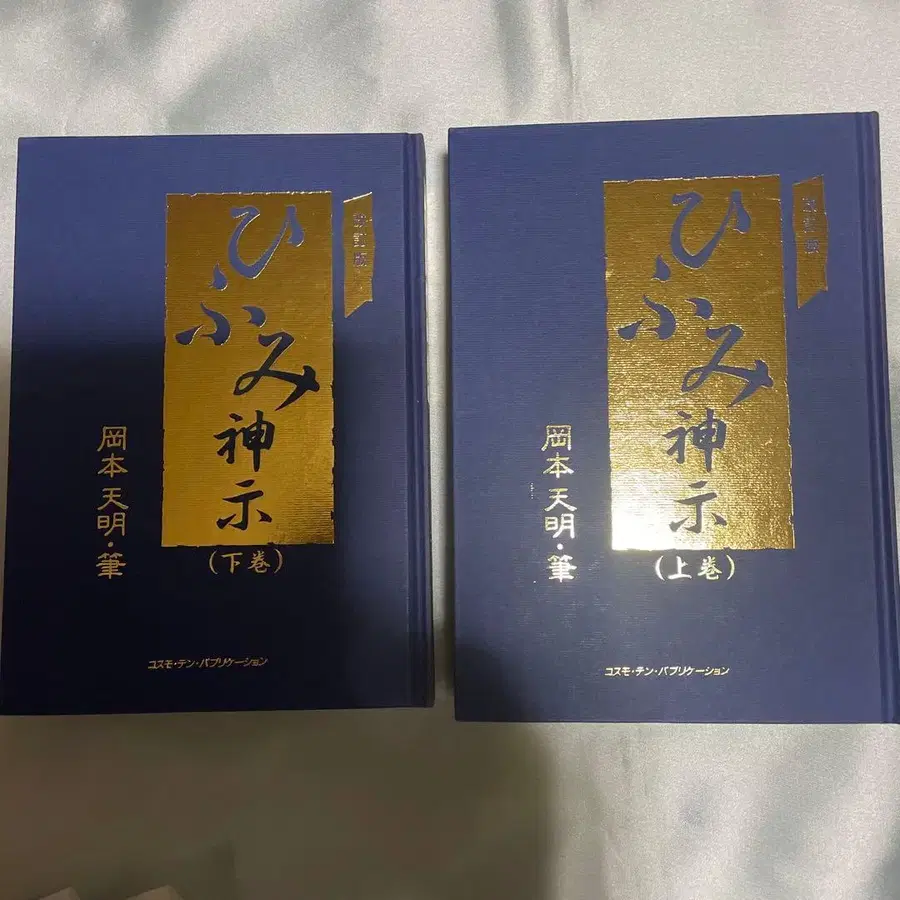 改訂版
ひふみ神示
(下巻)
岡本天明・筆
コスモ・テン・パブリケーション
改訂版
ひふみ神示
(上巻)
岡本天明・筆
コスモ・テン・パブリケーション